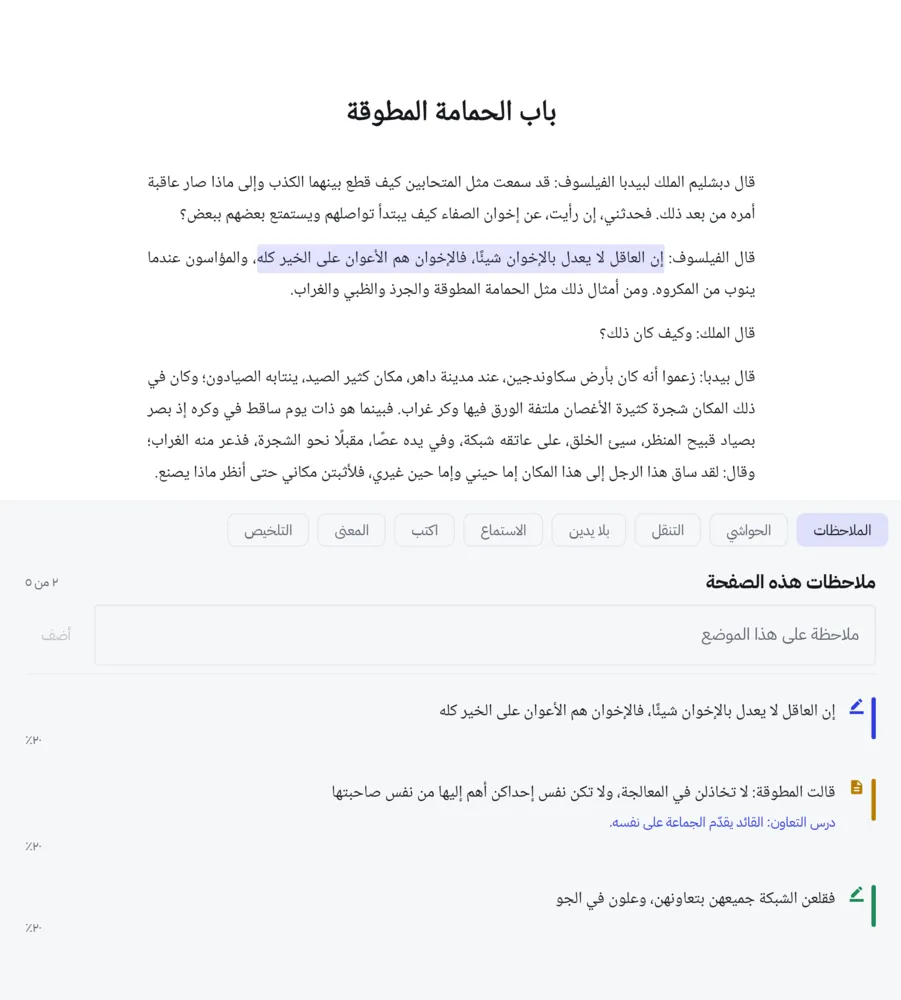 باب الحمامة المطوقة
قال دبشليم الملك لبيدبا الفيلسوف: قد سمعت مثل المتحابين كيف قطع بينهما الكذب وإلى ماذا صار عاقبة
أمره من بعد ذلك. فحدثني، إن رأيت، عن إخوان الصفاء كيف يبتدأ تواصلهم ويستمتع بعضهم ببعض؟
قال الفيلسوف: إن العاقل لا يعدل بالإخوان شيئًا، فالإخوان هم الأعوان على الخير كله، والمؤاسون عندما
ينوب من المكروه. ومن أمثال ذلك مثل الحمامة المطوقة والجرذ والظبي والغراب.
قال الملك: وكيف كان ذلك؟
قال بيدبا: زعموا أنه كان بأرض سكاوندجين، عند مدينة داهر، مكان كثير الصيد، ينتابه الصيادون؛ وكان في
ذلك المكان شجرة كثيرة الأغصان ملتفة الورق فيها وكر غراب. فبينما هو ذات يوم ساقط في وكره إذ بصر
بصياد قبيح المنظر، سيئ الخلق، على عاتقه شبكة، وفي يده عصًا، مقبلًا نحو الشجرة، فذعر منه الغراب؛
وقال: لقد ساق هذا الرجل إلى هذا المكان إما حيني وإما حين غيري، فلأثبتن مكاني حتى أنظر ماذا يصنع.
الملاحظات الحواشي التنقل بلا يدين الاستماع اكتب المعنى التلخيص
ملاحظات هذه الصفحة ٢ من ٥
ملاحظة على هذا الموضع أضف
إن العاقل لا يعدل بالإخوان شيئًا، فالإخوان هم الأعوان على الخير كله
٢٠٪
قالت المطوقة: لا تخاذلن في المعالجة، ولا تكن نفس إحداكن أهم إليها من نفس صاحبتها
درس التعاون: القائد يقدّم الجماعة على نفسه.
٢٠٪
فقلعن الشبكة جميعهن بتعاونهن، وعلون في الجو
٢٠٪